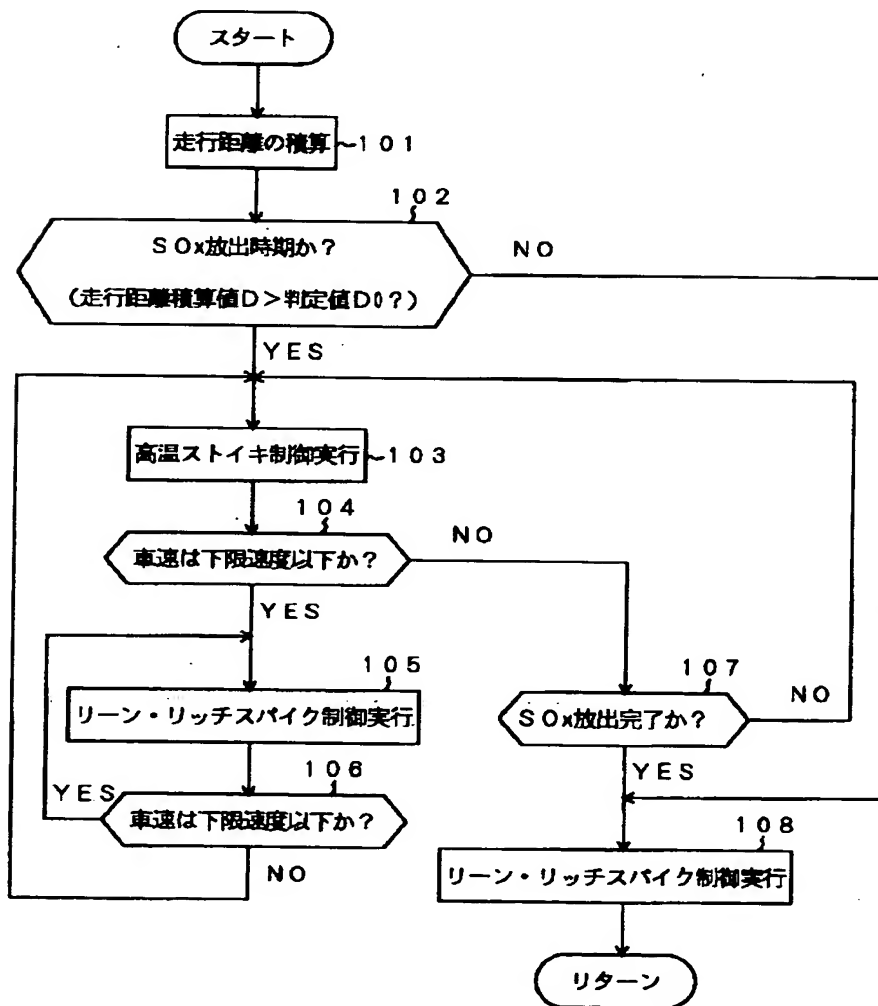 スタート
走行距離の積算
101
102
SOx放出時期か?
(走行距離積算値D>判定値D0?)
NO
YES
高温ストイキ制御実行
103
104
車速は下限速度以下か?
NO
YES
105
リーン・リッチスパイク制御実行
106
YES
車速は下限速度以下か?
NO
107
SOx放出完了か?
NO
YES
108
リーン・リッチスパイク制御実行
リターン